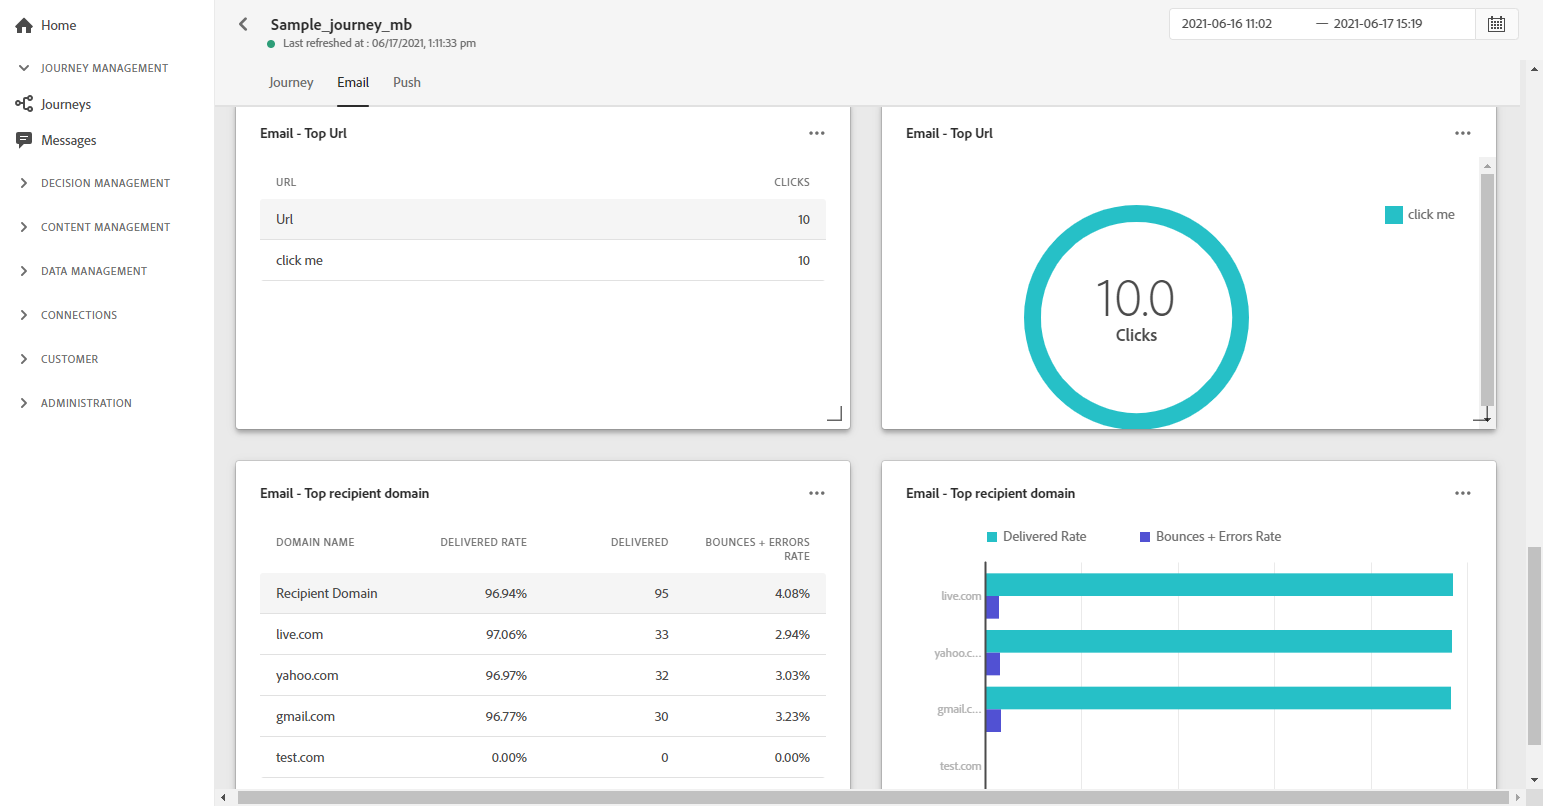 Home
JOURNEY MANAGEMENT
Journeys
Messages
DECISION MANAGEMENT
CONTENT MANAGEMENT
DATA MANAGEMENT
CONNECTIONS
CUSTOMER
ADMINISTRATION
Sample_journey_mb
Last refreshed at : 06/17/2021, 1:11:33 pm
2021-06-16 11:02 — 2021-06-17 15:19
Journey Email Push
Email - Top Url
URL CLICKS
Url 10
click me 10
Email - Top Url
click me
10.0
Clicks
Email - Top recipient domain
DOMAIN NAME DELIVERED RATE DELIVERED BOUNCES + ERRORS
RATE
Recipient Domain 96.94% 95 4.08%
live.com 97.06% 33 2.94%
yahoo.com 96.97% 32 3.03%
gmail.com 96.77% 30 3.23%
test.com 0.00% 0 0.00%
Email - Top recipient domain
Delivered Rate Bounces + Errors Rate
live.com
yahoo.c...
gmail.c...
test.com